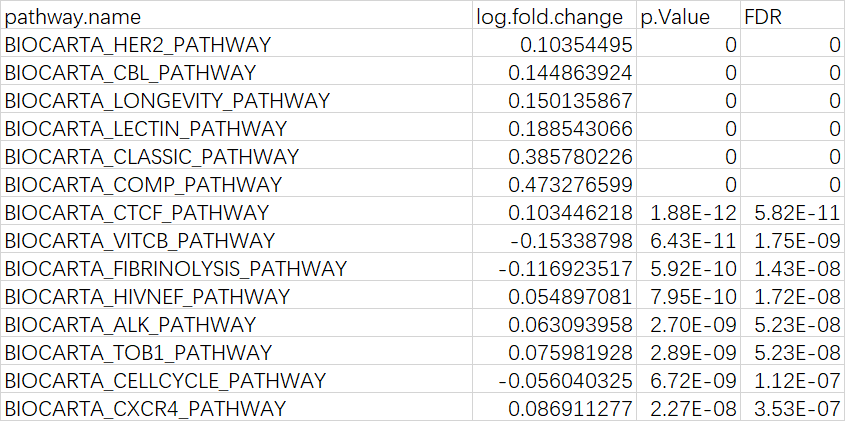 pathway.name log.fold.change p.Value FDR
BIOCARTA_HER2_PATHWAY 0.10354495 0 0
BIOCARTA_CBL_PATHWAY 0.144863924 0 0
BIOCARTA_LONGEVITY_PATHWAY 0.150135867 0 0
BIOCARTA_LECTIN_PATHWAY 0.188543066 0 0
BIOCARTA_CLASSIC_PATHWAY 0.385780226 0 0
BIOCARTA_COMP_PATHWAY 0.473276599 0 0
BIOCARTA_CTCF_PATHWAY 0.103446218 1.88E-12 5.82E-11
BIOCARTA_VITCB_PATHWAY -0.15338798 6.43E-11 1.75E-09
BIOCARTA_FIBRINOLYSIS_PATHWAY -0.116923517 5.92E-10 1.43E-08
BIOCARTA_HIVNEF_PATHWAY 0.054897081 7.95E-10 1.72E-08
BIOCARTA_ALK_PATHWAY 0.063093958 2.70E-09 5.23E-08
BIOCARTA_TOB1_PATHWAY 0.075981928 2.89E-09 5.23E-08
BIOCARTA_CELLCYCLE_PATHWAY -0.056040325 6.72E-09 1.12E-07
BIOCARTA_CXCR4_PATHWAY 0.086911277 2.27E-08 3.53E-07